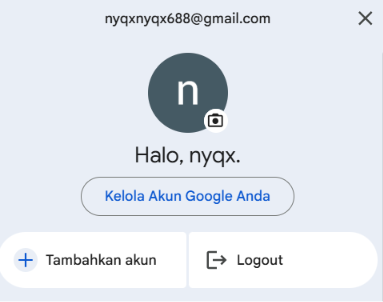 nyqxnyqx688@gmail.com
n
Halo, nyqx.
Kelola Akun Google Anda
Tambahkan akun
Logout